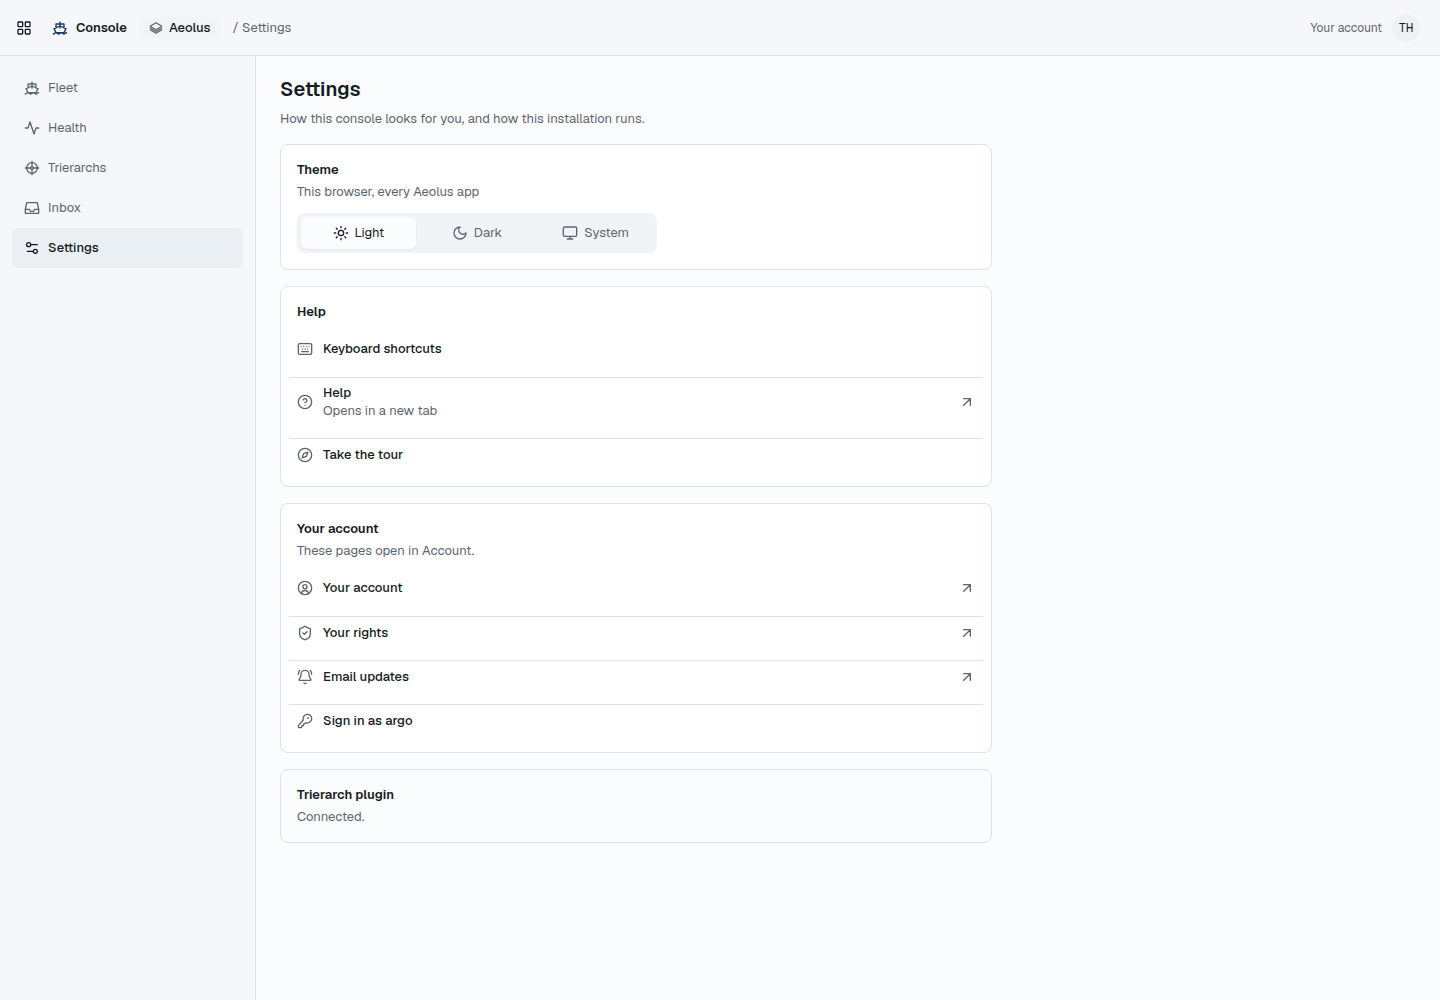 Console
Aeolus
/ Settings
Your account
TH
Fleet
Health
Trierarchs
Inbox
Settings
Settings
How this console looks for you, and how this installation runs.
Theme
This browser, every Aeolus app
Light
Dark
System
Help
Keyboard shortcuts
Help
Opens in a new tab
Take the tour
Your account
These pages open in Account.
Your account
Your rights
Email updates
Sign in as argo
Trierarch plugin
Connected.